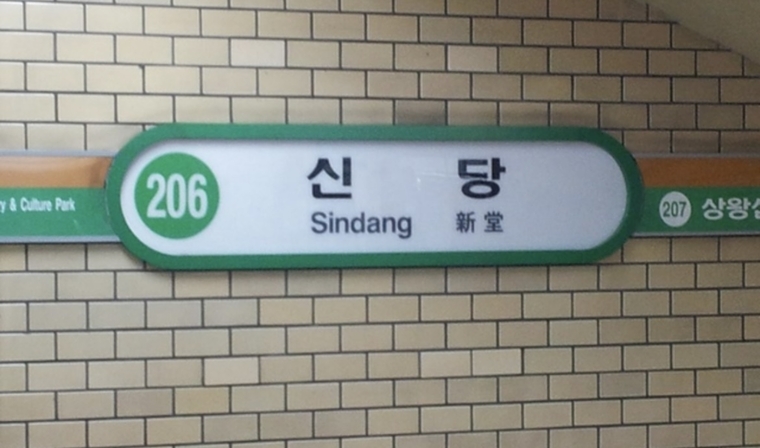 206
신 당
Sindang 新堂
& Culture Park
207